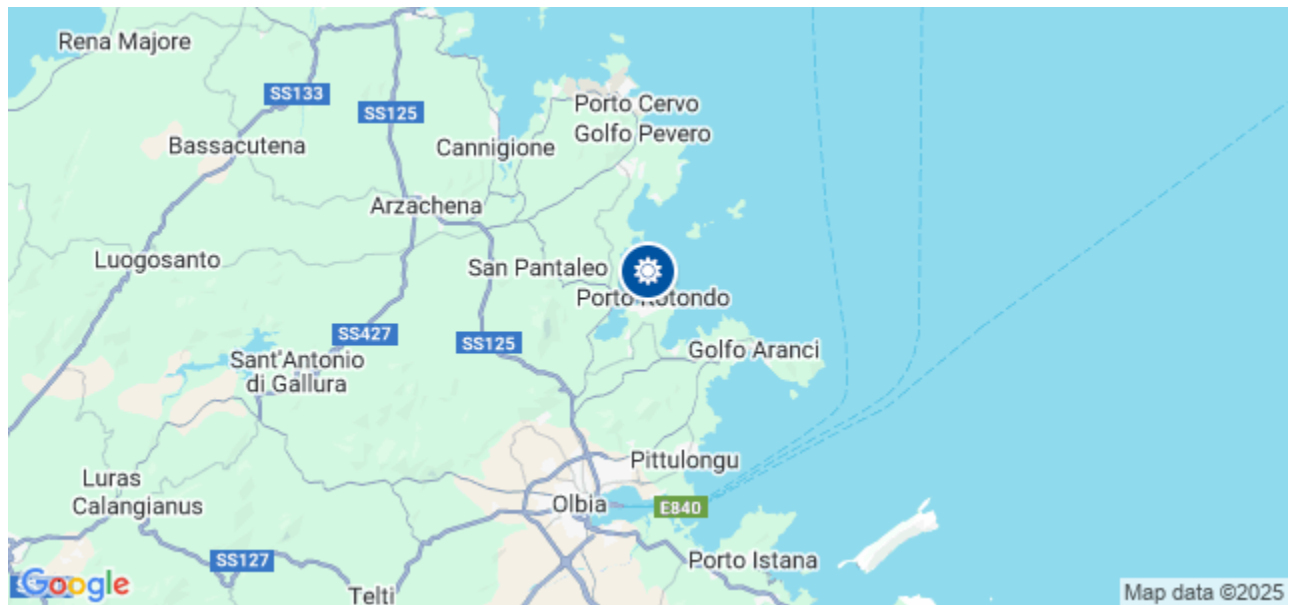 Rena Majore
SS133
Porto Cervo
SS125
Golfo Pevero
Bassacutena
Cannigione
Arzachena
Luogosanto
San Pantaleo
Porto Rotondo
SS427
SS125
Golfo Aranci
Sant'Antonio
di Gallura
Pittulongu
Luras
Calangianus
Olbia
E840
SS127
Porto Istana
Google
Telti
Map data ©2025